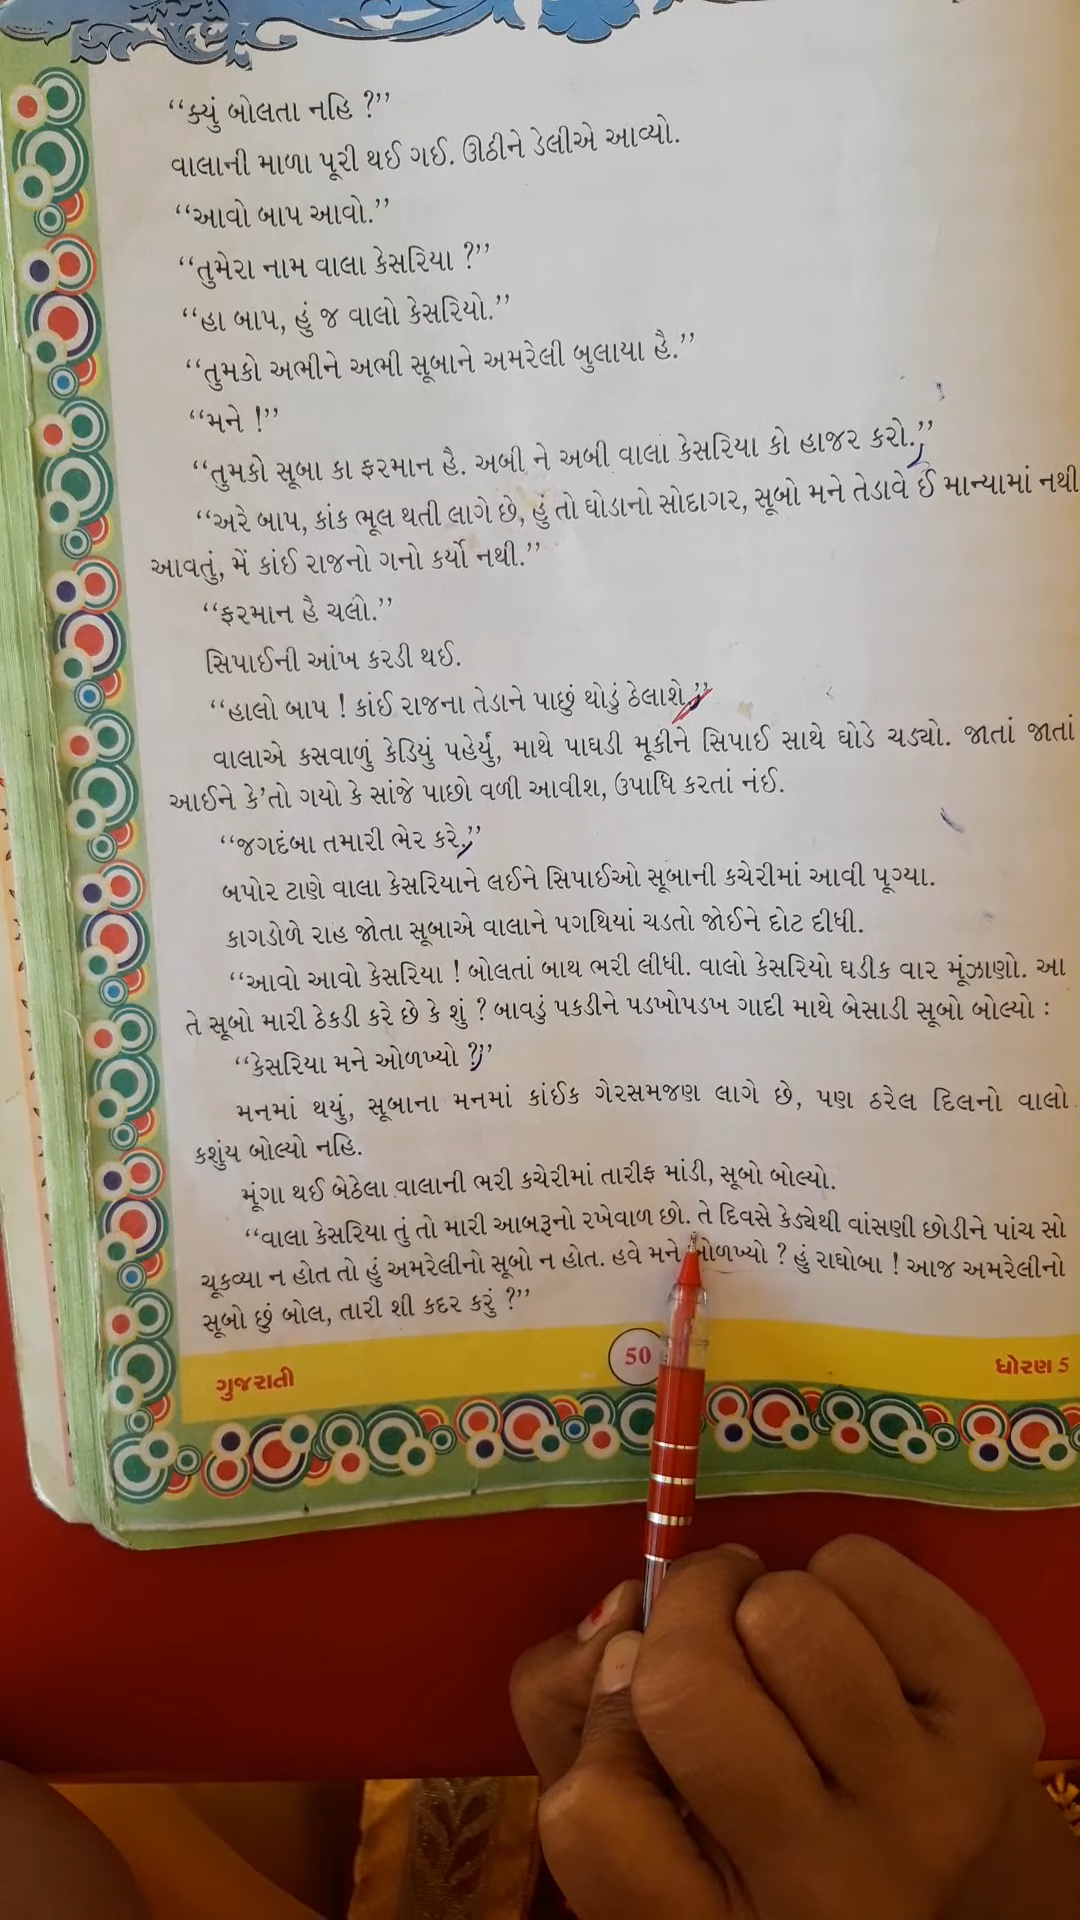 “ક્યું બોલતા નહિ ?”
વાલાની માળા પૂરી થઈ ગઈ. ઊઠીને ડેલીએ આવ્યો.
“આવો બાપ આવો.”
“તુમેરા નામ વાલા કેસરિયા ?”
“હા બાપ, હું જ વાલો કેસરિયો.”
“તુમકો અભીને અભી સૂબાને અમરેલી બુલાયા હૈ.”
“મને !”
“તુમકો સૂબા કા ફરમાન હૈ. અબી ને અબી વાલા કેસરિયા કો હાજર કરો.”
“અરે બાપ, કાંક ભૂલ થતી લાગે છે, હું તો ઘોડાનો સોદાગર, સૂબો મને તેડાવે ઈ માન્યામાં નથી
આવતું, મેં કાંઈ રાજનો ગનો કર્યો નથી.”
“ફરમાન હૈ ચલો.”
સિપાઈની આંખ કરડી થઈ.
“હાલો બાપ ! કાંઈ રાજના તેડાને પાછું થોડું ઠેલાશે.”
વાલાએ કસવાળું કેડિયું પહેર્યું, માથે પાઘડી મૂકીને સિપાઈ સાથે ઘોડે ચડ્યો. જાતાં જાતાં
આઈને કે’તો ગયો કે સાંજે પાછો વળી આવીશ, ઉપાધિ કરતાં નંઈ.
“જગદંબા તમારી ભેર કરે.”
બપોર ટાણે વાલા કેસરિયાને લઈને સિપાઈઓ સૂબાની કચેરીમાં આવી પૂગ્યા.
કાગડોળે રાહ જોતા સૂબાએ વાલાને પગથિયાં ચડતો જોઈને દોટ દીધી.
“આવો આવો કેસરિયા ! બોલતાં બાથ ભરી લીધી. વાલો કેસરિયો ઘડીક વાર મૂંઝાણો. આ
તે સૂબો મારી ઠેકડી કરે છે કે શું ? બાવડું પકડીને પડખોપડખ ગાદી માથે બેસાડી સૂબો બોલ્યો :
“કેસરિયા મને ઓળખ્યો ?”
મનમાં થયું, સૂબાના મનમાં કાંઈક ગેરસમજણ લાગે છે, પણ ઠરેલ દિલનો વાલો
કશુંય બોલ્યો નહિ.
મૂંગા થઈ બેઠેલા વાલાની ભરી કચેરીમાં તારીફ માંડી, સૂબો બોલ્યો.
“વાલા કેસરિયા તું તો મારી આબરૂનો રખેવાળ છો. તે દિવસે કેડ્યેથી વાંસણી છોડીને પાંચ સો
ચૂકવ્યા ન હોત તો હું અમરેલીનો સૂબો ન હોત. હવે મને ઓળખ્યો ? હું રાઘોબા ! આજ અમરેલીનો
સૂબો છું બોલ, તારી શી કદર કરું ?”
ગુજરાતી 50 ધોરણ 5